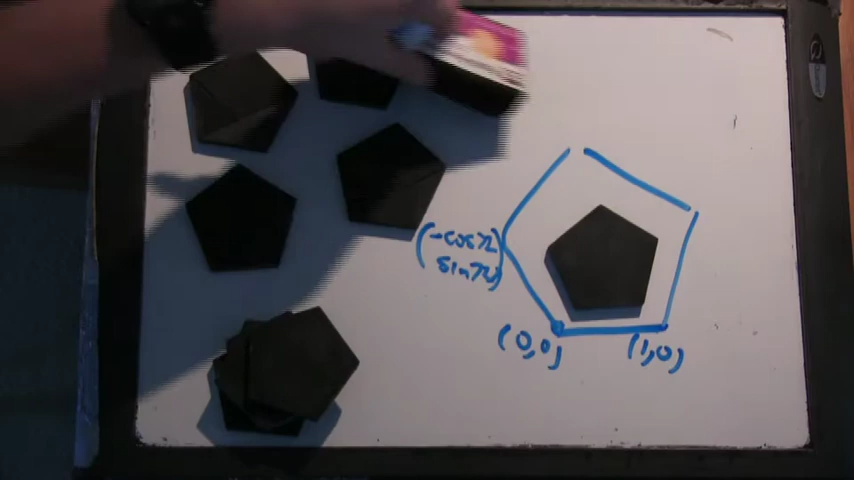 (-cos72
sin72)
(0,0)
(1,0)